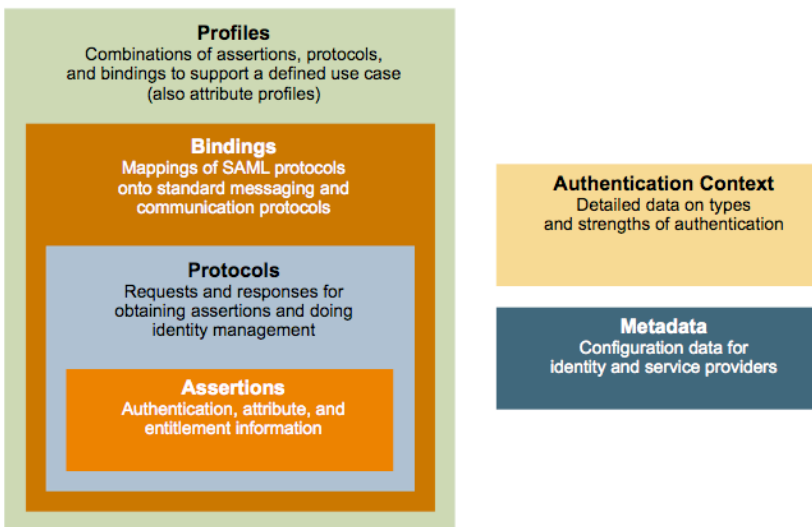 Profiles
Combinations of assertions, protocols,
and bindings to support a defined use case
(also attribute profiles)
Bindings
Mappings of SAML protocols
onto standard messaging and
communication protocols
Protocols
Requests and responses for
obtaining assertions and doing
identity management
Assertions
Authentication, attribute, and
entitlement information
Authentication Context
Detailed data on types
and strengths of authentication
Metadata
Configuration data for
identity and service providers